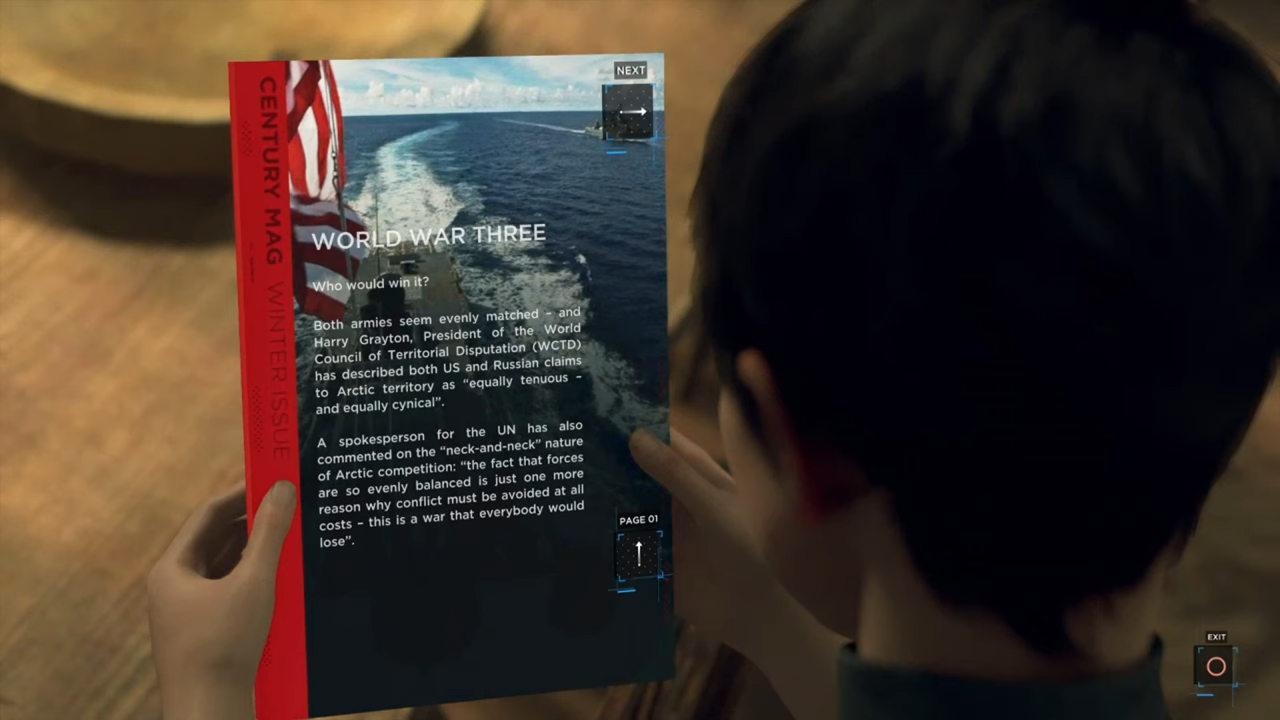 CENTURY MAG WINTER ISSUE
NEXT
WORLD WAR THREE
Who would win it?
Both armies seem evenly matched – and
Harry Grayton, President of the World
Council of Territorial Disputation (WCTD)
has described both US and Russian claims
to Arctic territory as “equally tenuous –
and equally cynical”.
A spokesperson for the UN has also
commented on the “neck-and-neck” nature
of Arctic competition: “the fact that forces
are so evenly balanced is just one more
reason why conflict must be avoided at all
costs – this is a war that everybody would
lose”.
PAGE 01
EXIT